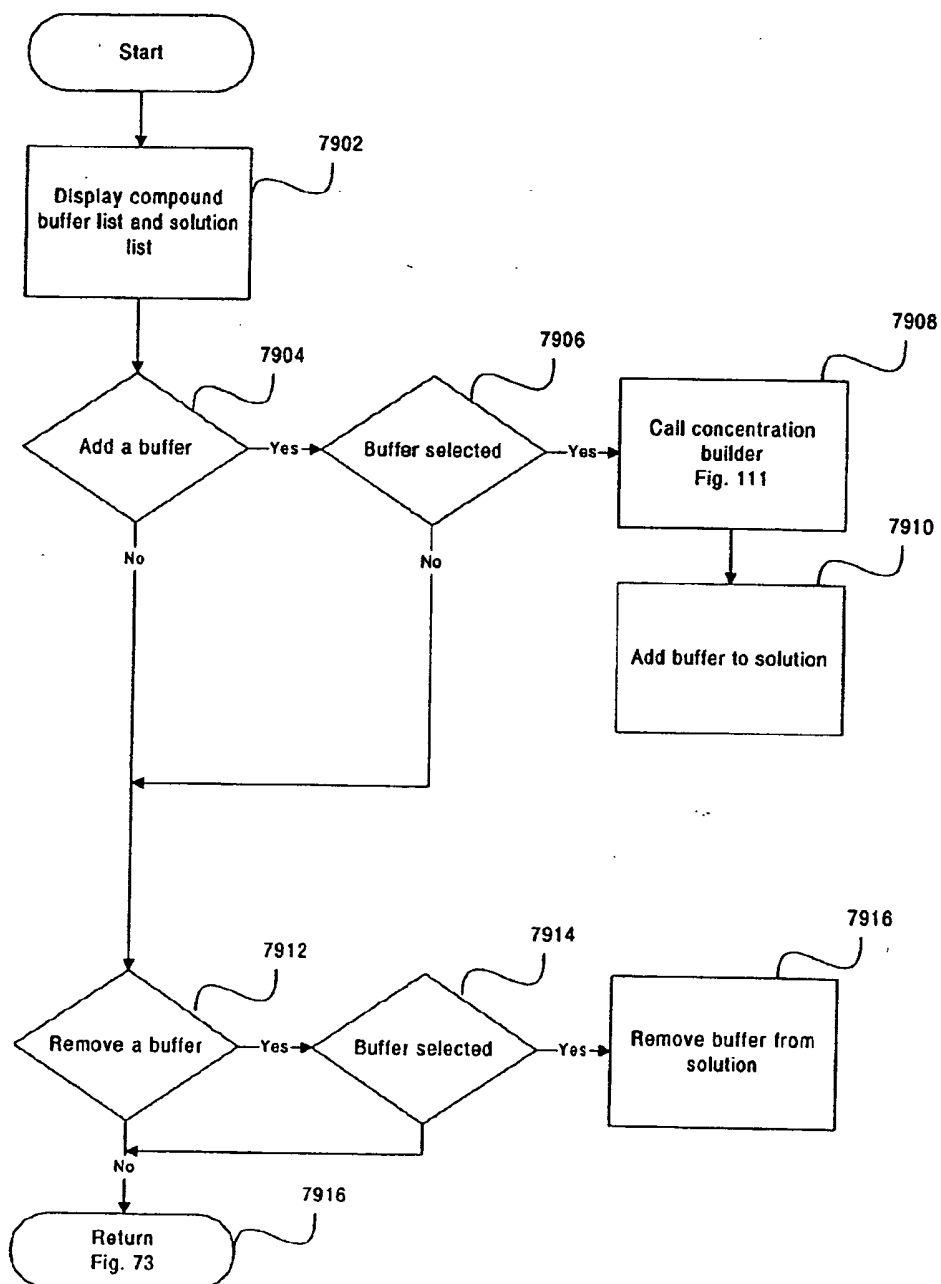 Start
7902
Display compound
buffer list and solution
list
7904
Add a buffer
Yes
7906
Buffer selected
Yes
7908
Call concentration
builder
Fig. 111
No
No
7910
Add buffer to solution
7912
Remove a buffer
Yes
7914
Buffer selected
Yes
7916
Remove buffer from
solution
No
7916
Return
Fig. 73